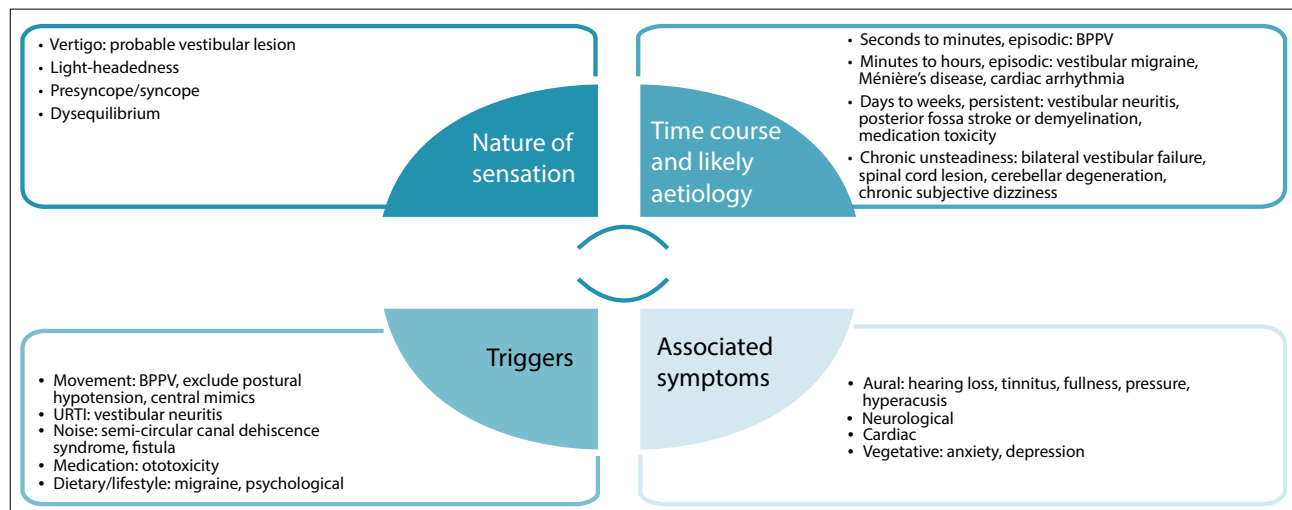 • Vertigo: probable vestibular lesion
• Light-headedness
• Presyncope/syncope
• Dysequilibrium
Nature of
sensation
• Seconds to minutes, episodic: BPPV
• Minutes to hours, episodic: vestibular migraine,
Ménière's disease, cardiac arrhythmia
• Days to weeks, persistent: vestibular neuritis,
posterior fossa stroke or demyelination,
medication toxicity
• Chronic unsteadiness: bilateral vestibular failure,
spinal cord lesion, cerebellar degeneration,
chronic subjective dizziness
Time course
and likely
aetiology
Triggers
• Movement: BPPV, exclude postural
hypotension, central mimics
• URTI: vestibular neuritis
• Noise: semi-circular canal dehiscence
syndrome, fistula
• Medication: ototoxicity
• Dietary/lifestyle: migraine, psychological
Associated
symptoms
• Aural: hearing loss, tinnitus, fullness, pressure,
hyperacusis
• Neurological
• Cardiac
• Vegetative: anxiety, depression